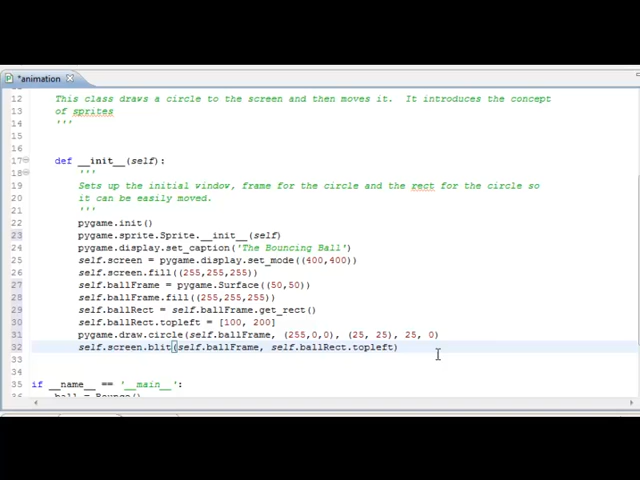 *animation
12 This class draws a circle to the screen and then moves it.  It introduces the concept
13 of sprites
14 '''
15
16
17 def __init__(self):
18 '''
19 Sets up the initial window, frame for the circle and the rect for the circle so
20 it can be easily moved.
21 '''
22 pygame.init()
23 pygame.sprite.Sprite.__init__(self)
24 pygame.display.set_caption('The Bouncing Ball')
25 self.screen = pygame.display.set_mode((400,400))
26 self.screen.fill((255,255,255))
27 self.ballFrame = pygame.Surface((50,50))
28 self.ballFrame.fill((255,255,255))
29 self.ballRect = self.ballFrame.get_rect()
30 self.ballRect.topleft = [100, 200]
31 pygame.draw.circle(self.ballFrame, (255,0,0), (25, 25), 25, 0)
32 self.screen.blit(self.ballFrame, self.ballRect.topleft)
33
34
35 if __name__ == '__main__':
36 ball = Bounce()